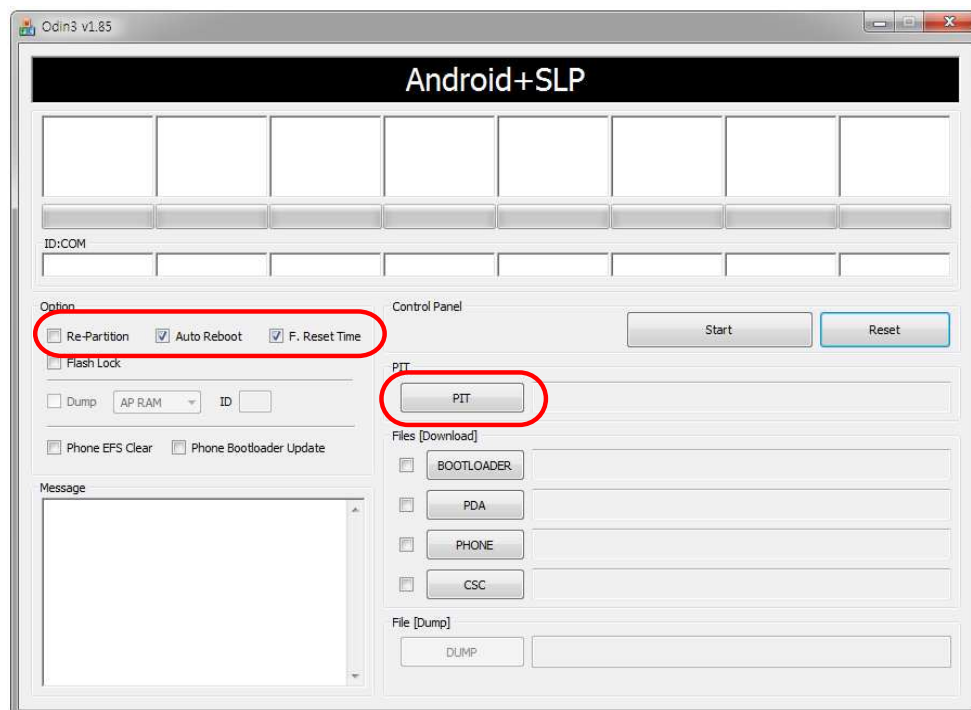 Odin3 v1.85
Android+SLP
ID:COM
Option
Re-Partition Auto Reboot F. Reset Time
Flash Lock
Dump AP RAM ID
Phone EFS Clear Phone Bootloader Update
Message
Control Panel
Start Reset
PIT
PIT
Files [Download]
BOOTLOADER
PDA
PHONE
CSC
File [Dump]
DUMP